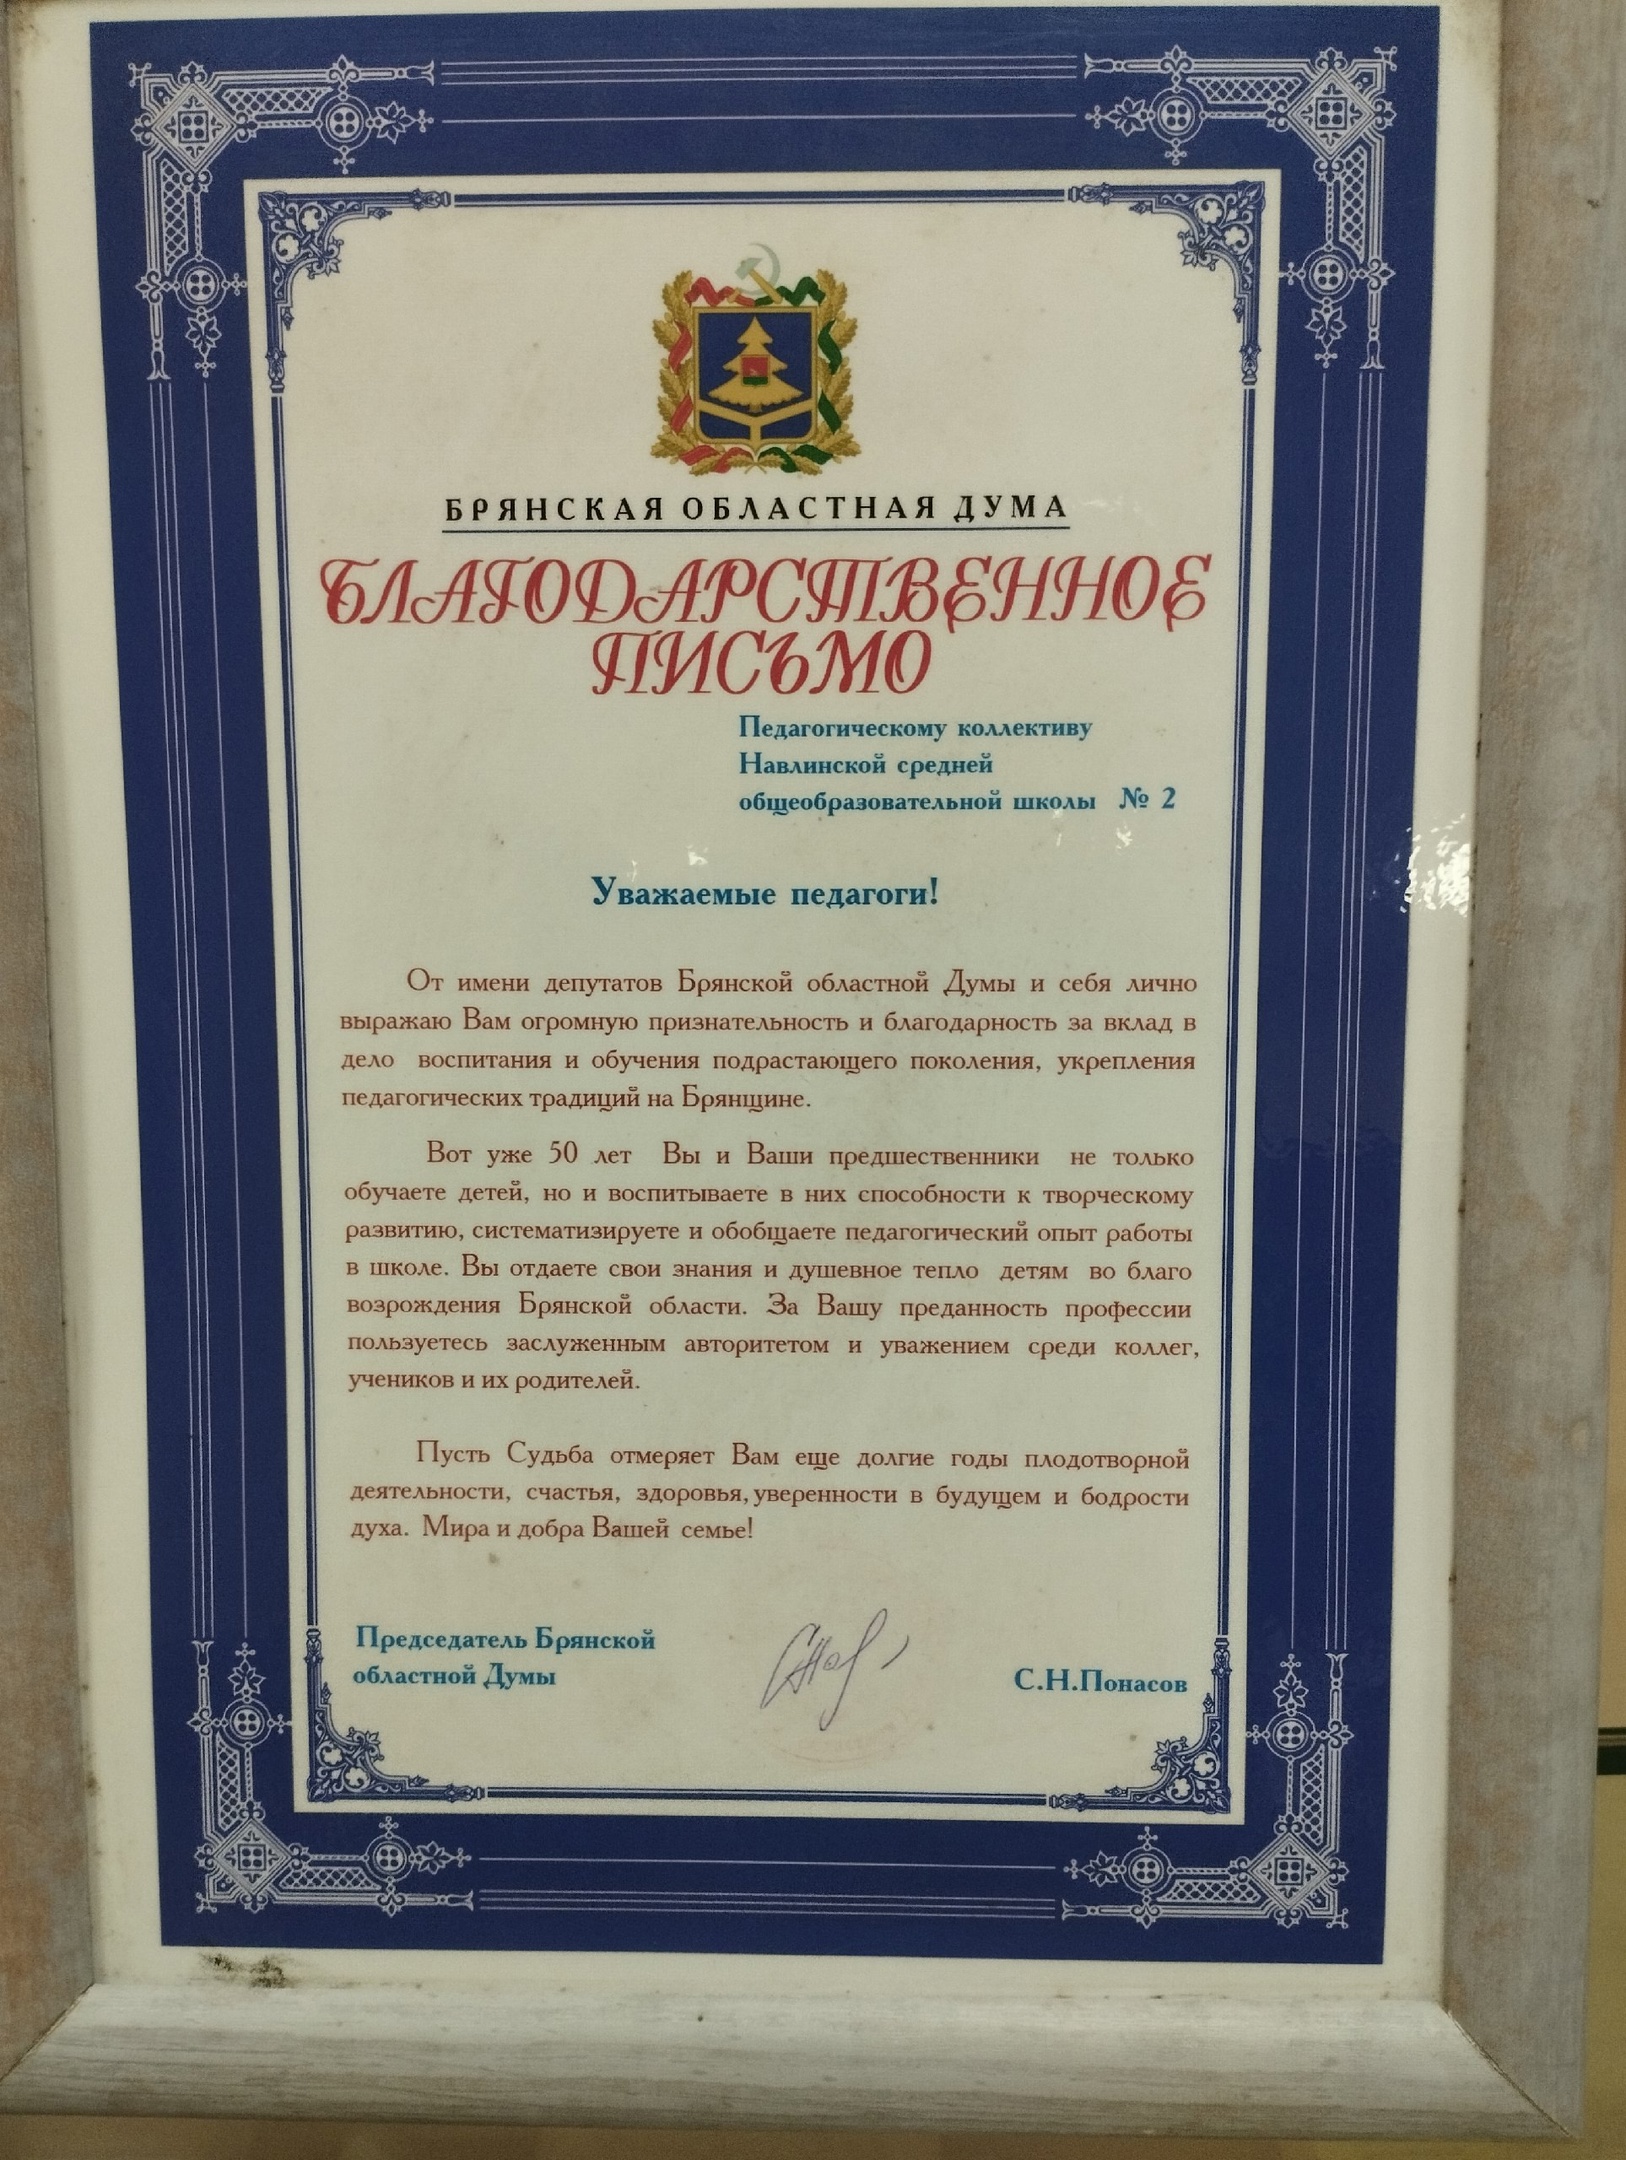 БРЯНСКАЯ ОБЛАСТНАЯ ДУМА
БЛАГОДАРСТВЕННОЕ
ПИСЬМО
Педагогическому коллективу
Навлинской средней
общеобразовательной школы № 2
Уважаемые педагоги!
От имени депутатов Брянской областной Думы и себя лично
выражаю Вам огромную признательность и благодарность за вклад в
дело воспитания и обучения подрастающего поколения, укрепления
педагогических традиций на Брянщине.
Вот уже 50 лет Вы и Ваши предшественники не только
обучаете детей, но и воспитываете в них способности к творческому
развитию, систематизируете и обобщаете педагогический опыт работы
в школе. Вы отдаете свои знания и душевное тепло детям во благо
возрождения Брянской области. За Вашу преданность профессии
пользуетесь заслуженным авторитетом и уважением среди коллег,
учеников и их родителей.
Пусть Судьба отмеряет Вам еще долгие годы плодотворной
деятельности, счастья, здоровья, уверенности в будущем и бодрости
духа. Мира и добра Вашей семье!
Председатель Брянской
областной Думы
С.Н.Понасов